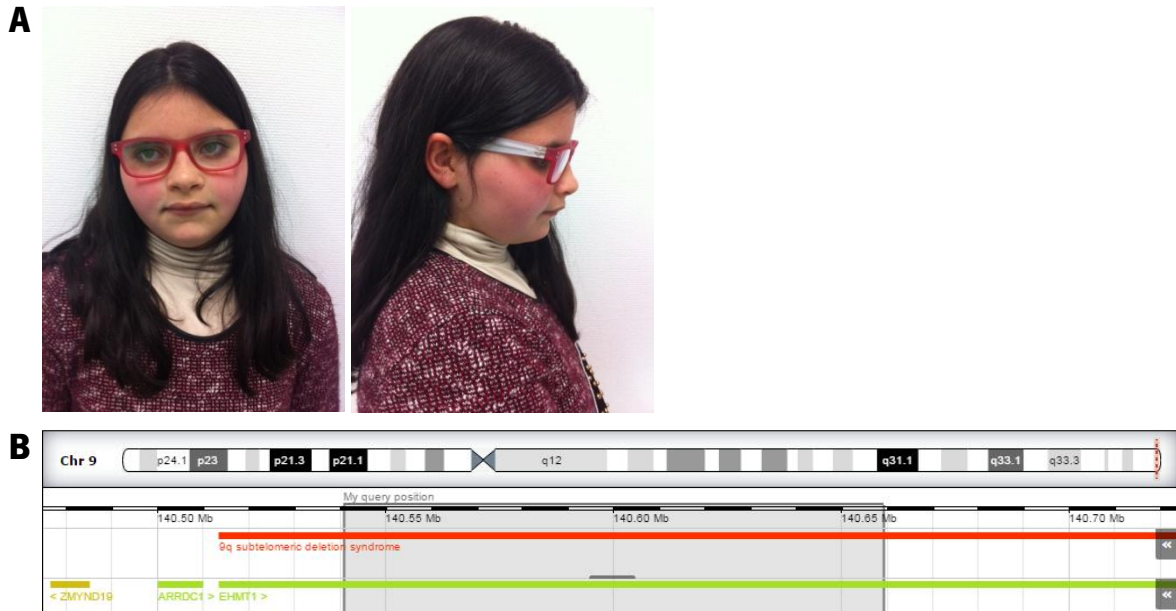 A
B
Chr 9 p24.1 p23 p21.3 p21.1 q12 q31.1 q33.1 q33.3
My query position
140.50 Mb 140.55 Mb 140.60 Mb 140.65 Mb 140.70 Mb
9q subtelomeric deletion syndrome «
< ZMYND19 ARRDC1 > EHMT1 > «